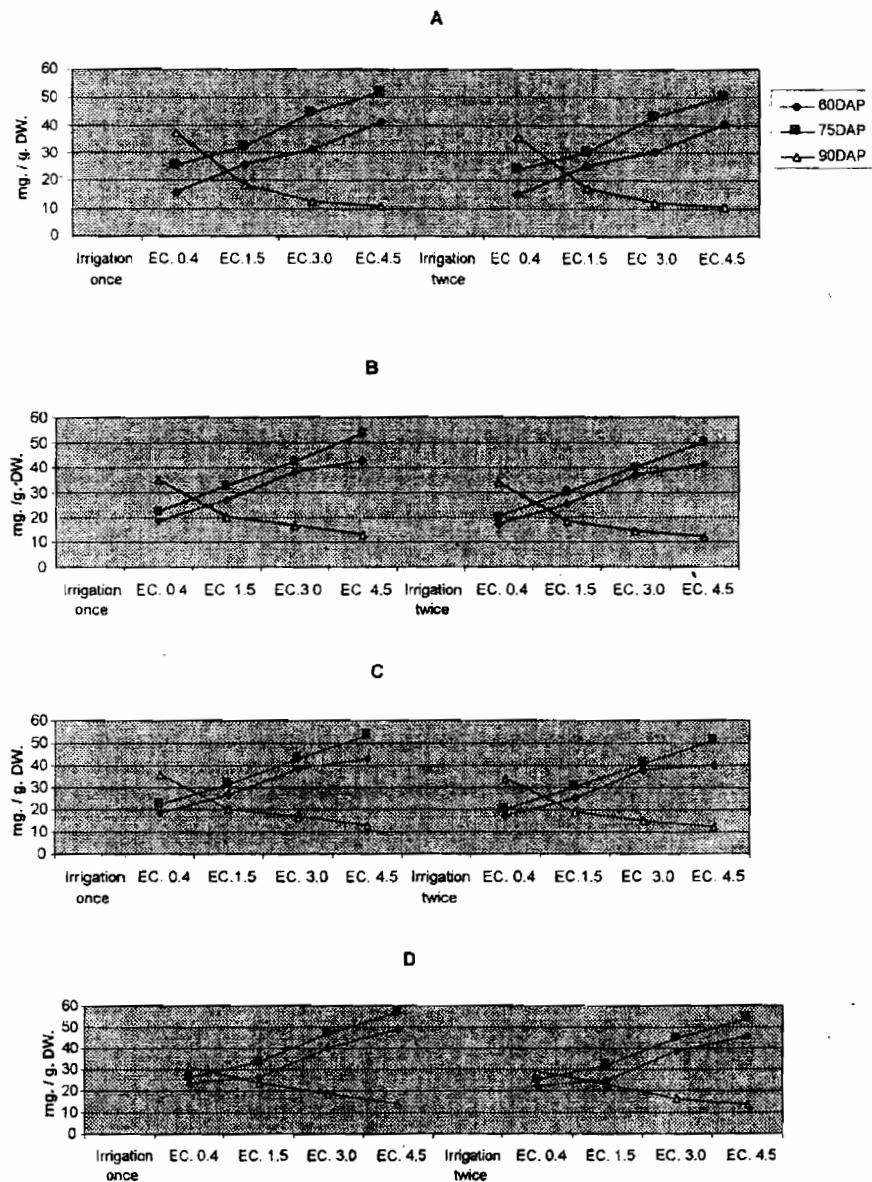 A
60
50
40
30
20
10
0
mg. / g. DW.
Irrigation once EC. 0.4 EC.1.5 EC.3.0 EC.4.5 Irrigation twice EC 0.4 EC.1.5 EC 3.0 EC.4.5
60DAP
75DAP
90DAP
B
60
50
40
30
20
10
0
mg. /g. DW.
Irrigation once EC. 0 4 EC 1.5 EC.3 0 EC 4.5 Irrigation twice EC. 0.4 EC. 1.5 EC. 3.0 EC. 4.5
C
60
50
40
30
20
10
0
mg. / g. DW.
Irrigation once EC. 0.4 EC.1.5 EC. 3.0 EC. 4.5 Irrigation twice EC. 0.4 EC. 1.5 EC 3.0 EC. 4.5
D
60
50
40
30
20
10
0
mg. / g. DW.
Irrigation once EC. 0.4 EC. 1.5 EC. 3.0 EC. 4.5 Irrigation twice EC. 0.4 EC. 1.5 EC. 3.0 EC. 4.5